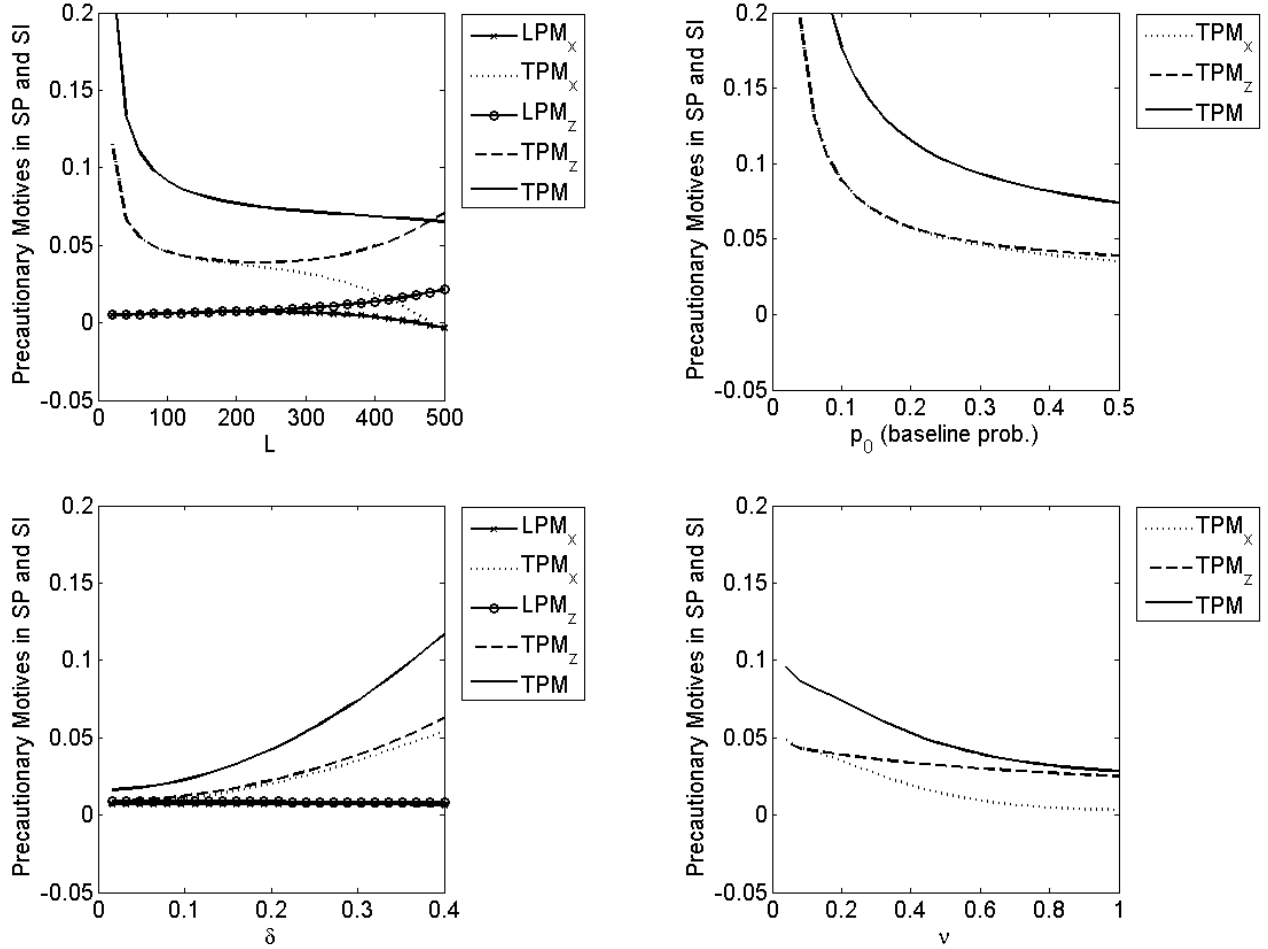 Precautionary Motives in SP and SI
0.2
0.15
0.1
0.05
0
-0.05
0 100 200 300 400 500
L
LPM_x
TPM_x
LPM_z
TPM_z
TPM
Precautionary Motives in SP and SI
0.2
0.15
0.1
0.05
0
-0.05
0 0.1 0.2 0.3 0.4 0.5
p_0 (baseline prob.)
TPM_x
TPM_z
TPM
Precautionary Motives in SP and SI
0.2
0.15
0.1
0.05
0
-0.05
0 0.1 0.2 0.3 0.4
δ
LPM_x
TPM_x
LPM_z
TPM_z
TPM
Precautionary Motives in SP and SI
0.2
0.15
0.1
0.05
0
-0.05
0 0.2 0.4 0.6 0.8 1
ν
TPM_x
TPM_z
TPM